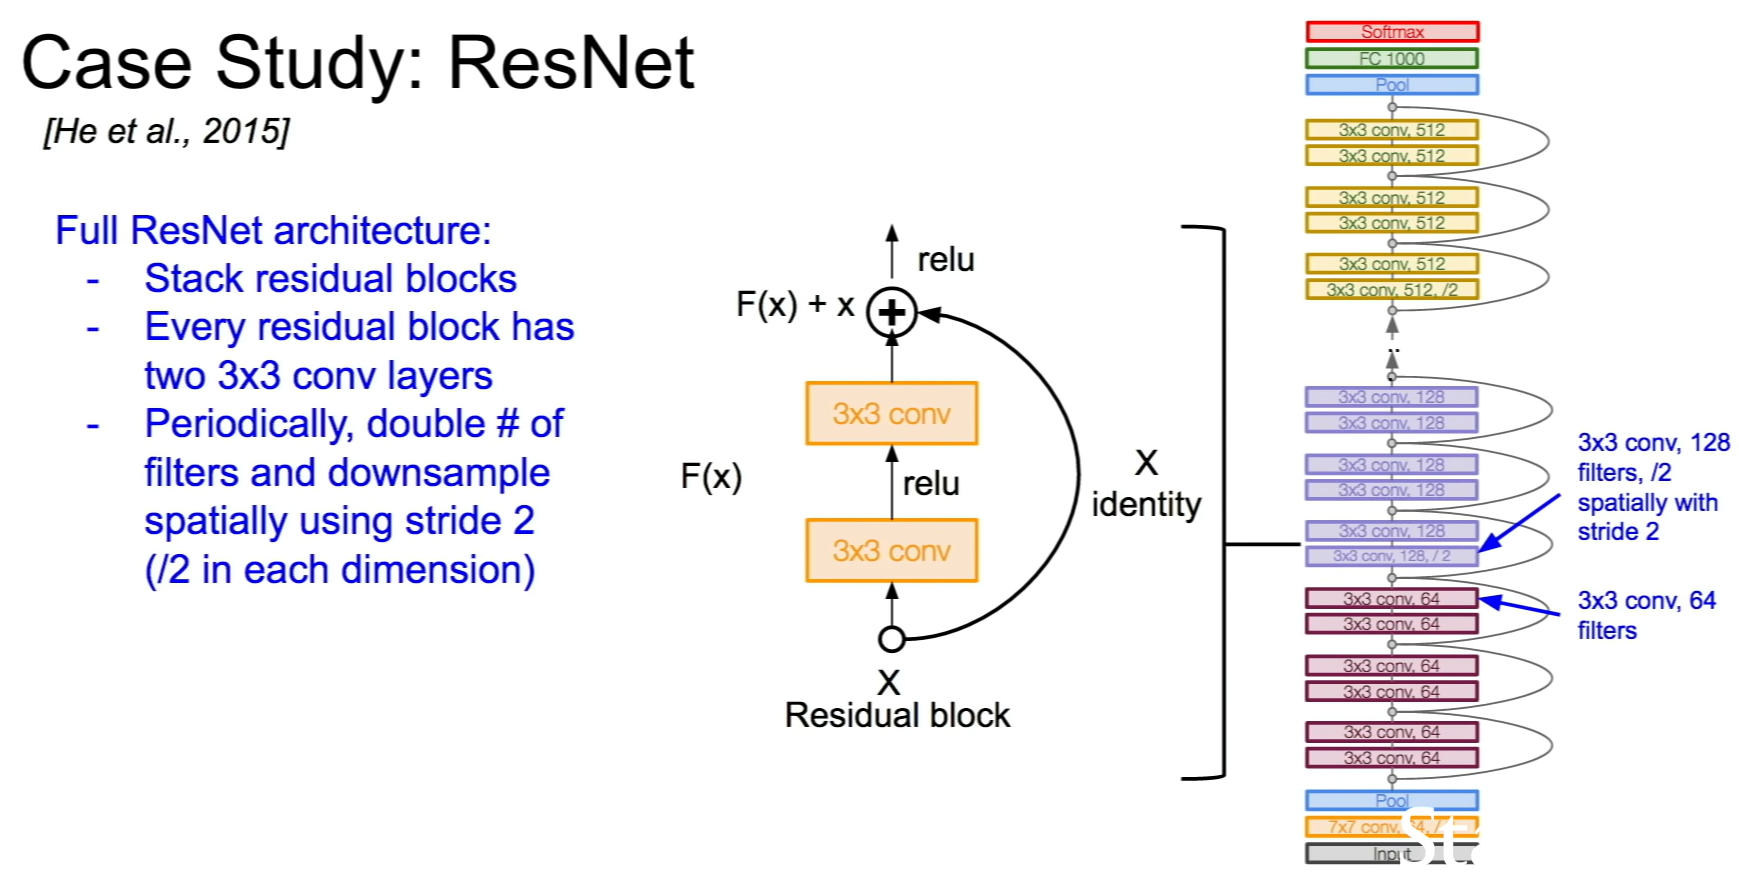 Case Study: ResNet
[He et al., 2015]
Full ResNet architecture:
- Stack residual blocks
- Every residual block has
two 3x3 conv layers
- Periodically, double # of
filters and downsample
spatially using stride 2
(/2 in each dimension)
relu
F(x) + x
+
3x3 conv
F(x)
relu
X
identity
3x3 conv
X
Residual block
Softmax
FC 1000
Pool
3x3 conv, 512
3x3 conv, 512
3x3 conv, 512
3x3 conv, 512
3x3 conv, 512
3x3 conv, 512, /2
..
3x3 conv, 128
3x3 conv, 128
3x3 conv, 128
3x3 conv, 128
3x3 conv, 128
3x3 conv, 128, / 2
3x3 conv, 64
3x3 conv, 64
3x3 conv, 64
3x3 conv, 64
3x3 conv, 64
3x3 conv, 64
Pool
7x7 conv, 64, /
Input
3x3 conv, 128
filters, /2
spatially with
stride 2
3x3 conv, 64
filters